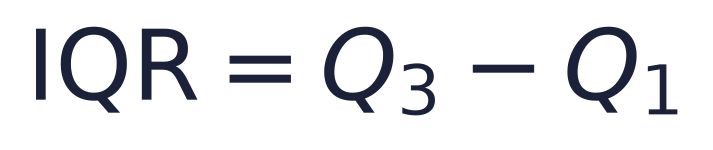 IQR = Q₃ − Q₁